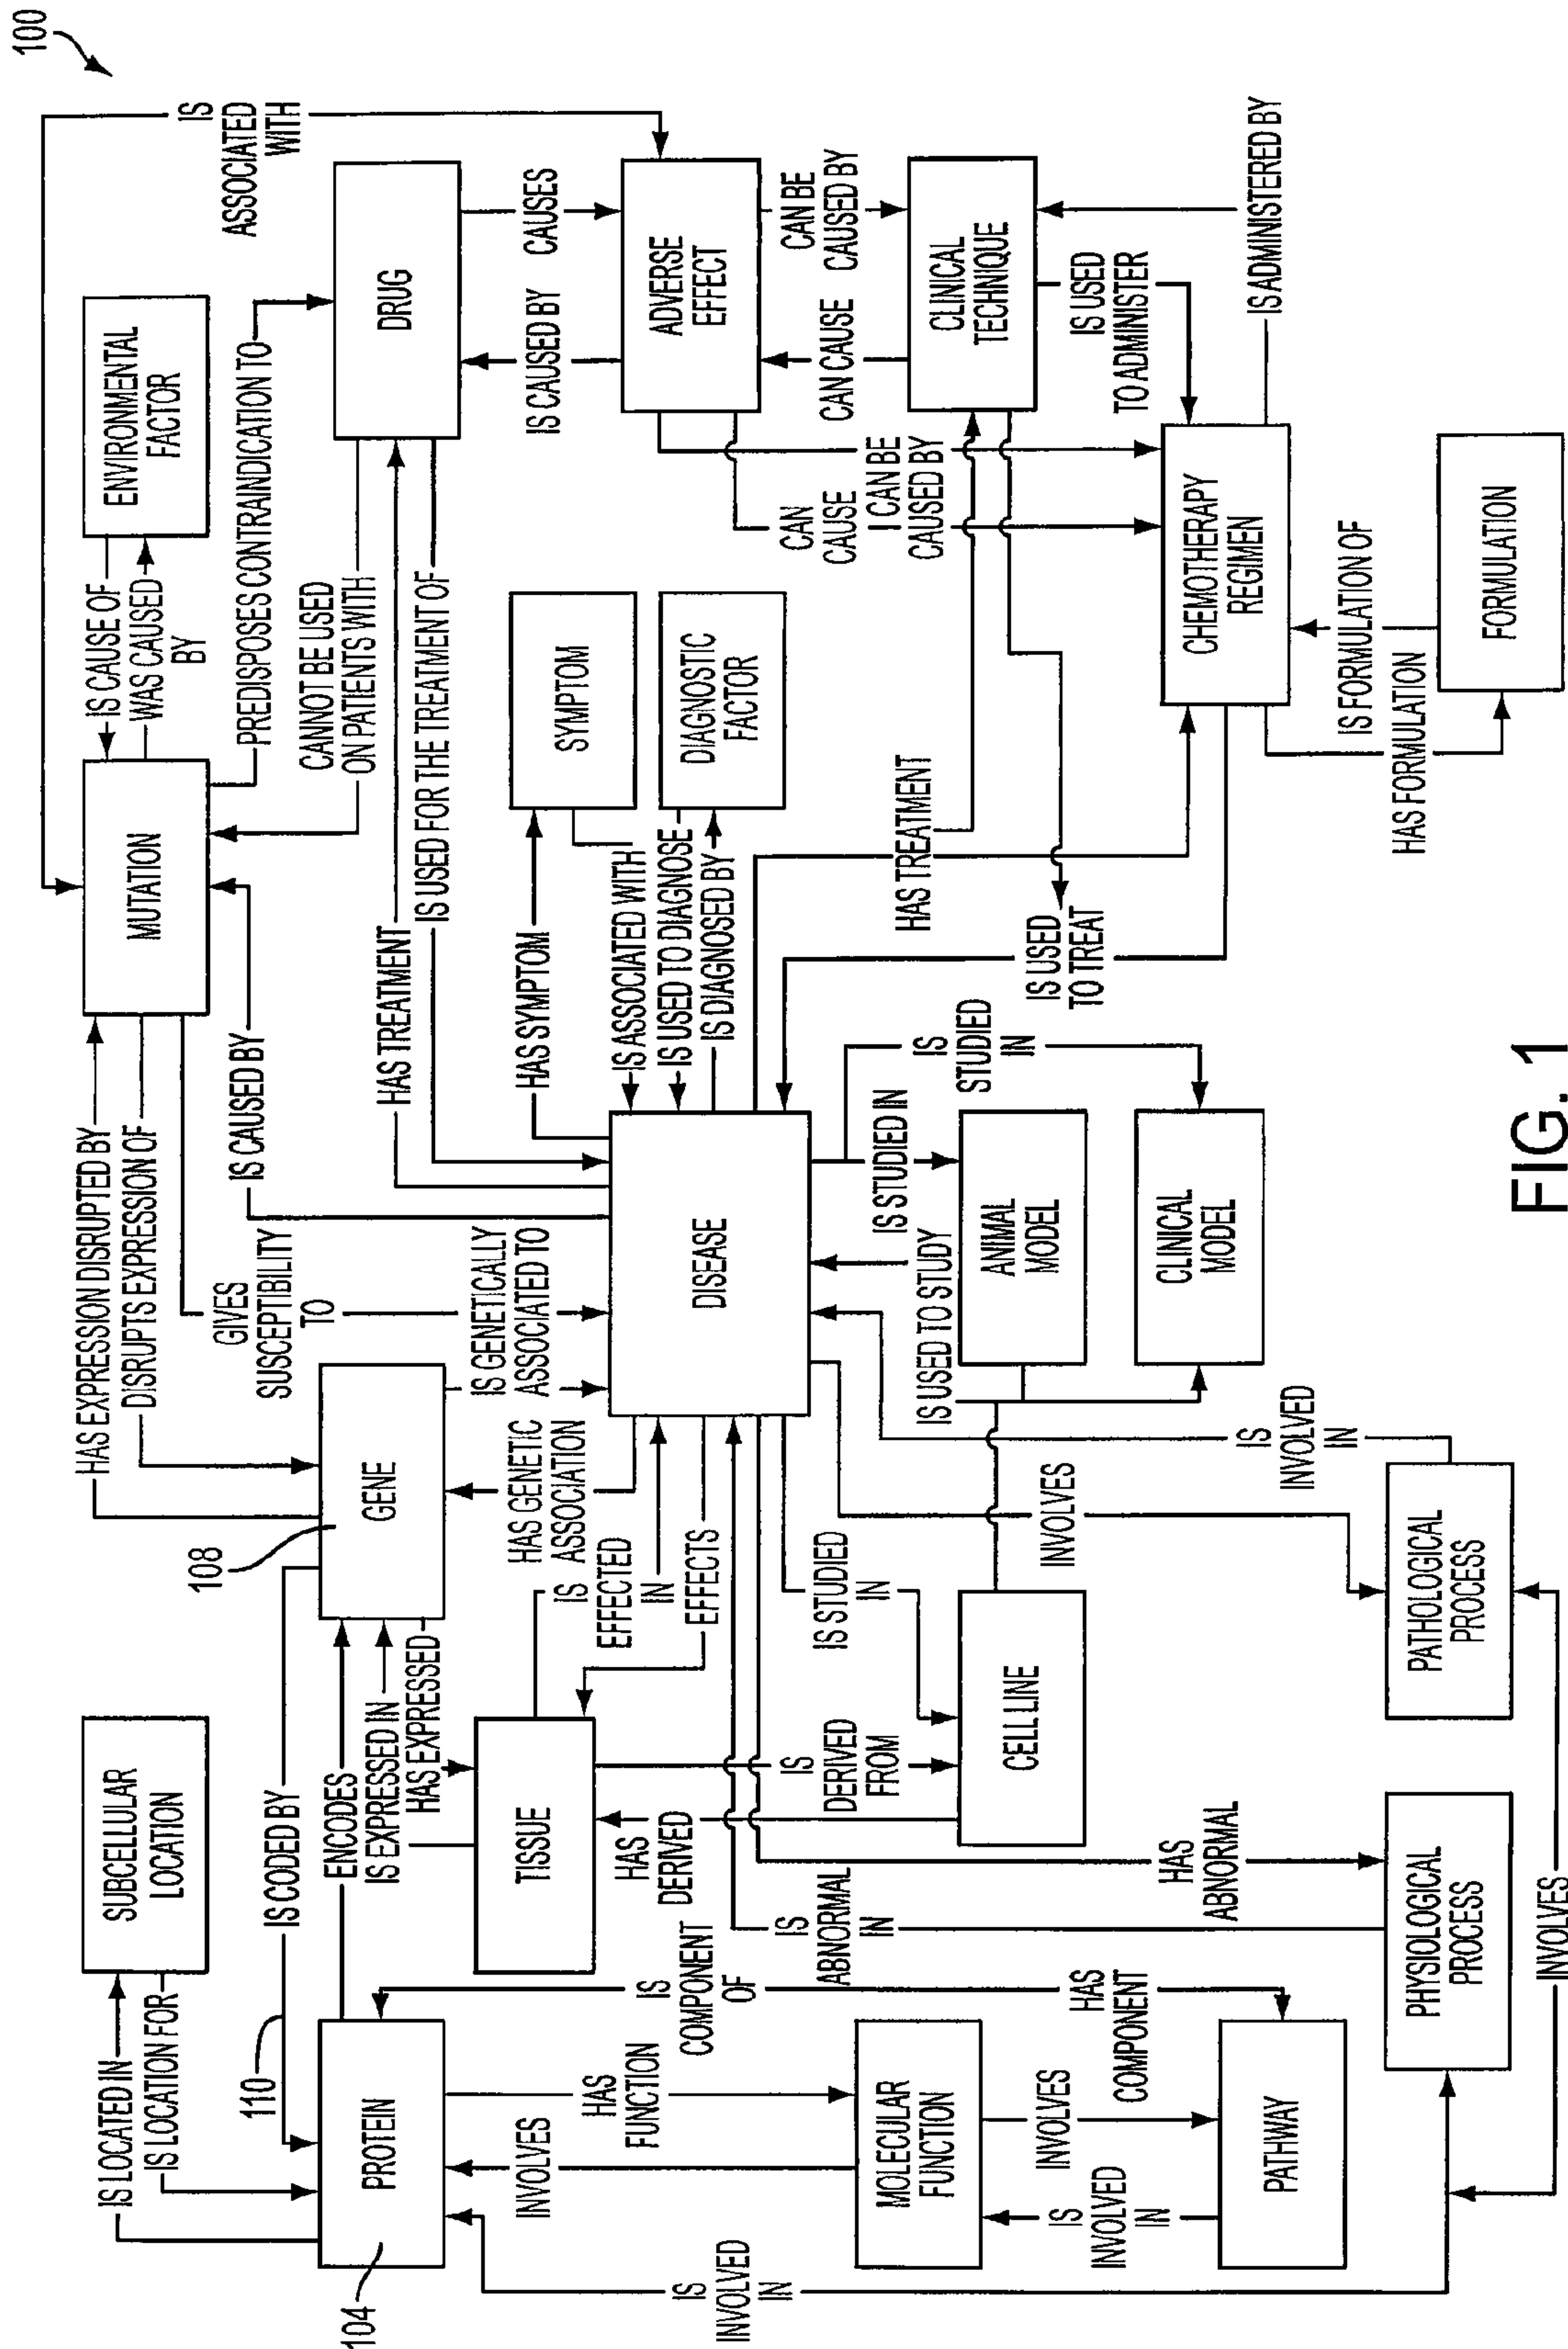 100
IS
ASSOCIATED
WITH
ENVIRONMENTAL
FACTOR
IS CAUSE OF
WAS CAUSED
BY
MUTATION
PREDISPOSES CONTRAINDICATION TO
CANNOT BE USED
ON PATIENTS WITH
DRUG
CAUSES
IS CAUSED BY
ADVERSE
EFFECT
CAN BE
CAUSED BY
CAN CAUSE
CLINICAL
TECHNIQUE
IS USED
TO ADMINISTER
IS ADMINISTERED BY
CAN
CAUSE
CAN BE
CAUSED BY
CHEMOTHERAPY
REGIMEN
IS FORMULATION OF
HAS FORMULATION
FORMULATION
HAS TREATMENT
IS USED FOR THE TREATMENT OF
SYMPTOM
DIAGNOSTIC
FACTOR
HAS SYMPTOM
IS ASSOCIATED WITH
IS USED TO DIAGNOSE
IS DIAGNOSED BY
HAS TREATMENT
IS USED
TO TREAT
HAS EXPRESSION DISRUPTED BY
DISRUPTS EXPRESSION OF
GIVES
SUSCEPTIBILITY
TO
IS CAUSED BY
IS GENETICALLY
ASSOCIATED TO
DISEASE
IS STUDIED IN
IS
STUDIED
IN
IS USED TO STUDY
ANIMAL
MODEL
CLINICAL
MODEL
108
GENE
HAS GENETIC
ASSOCIATION
IS
EFFECTED
IN
EFFECTS
IS STUDIED
IN
INVOLVES
IS
INVOLVED
IN
SUBCELLULAR
LOCATION
IS CODED BY
ENCODES
IS EXPRESSED IN
HAS EXPRESSED
TISSUE
HAS
DERIVED
IS
DERIVED
FROM
CELL LINE
PATHOLOGICAL
PROCESS
IS LOCATED IN
IS LOCATION FOR
110
PROTEIN
104
HAS
FUNCTION
INVOLVES
IS
COMPONENT
OF
HAS
COMPONENT
IS
ABNORMAL
IN
HAS
ABNORMAL
MOLECULAR
FUNCTION
INVOLVES
IS
INVOLVED
IN
PATHWAY
PHYSIOLOGICAL
PROCESS
INVOLVES
IS
INVOLVED
IN
FIG. 1